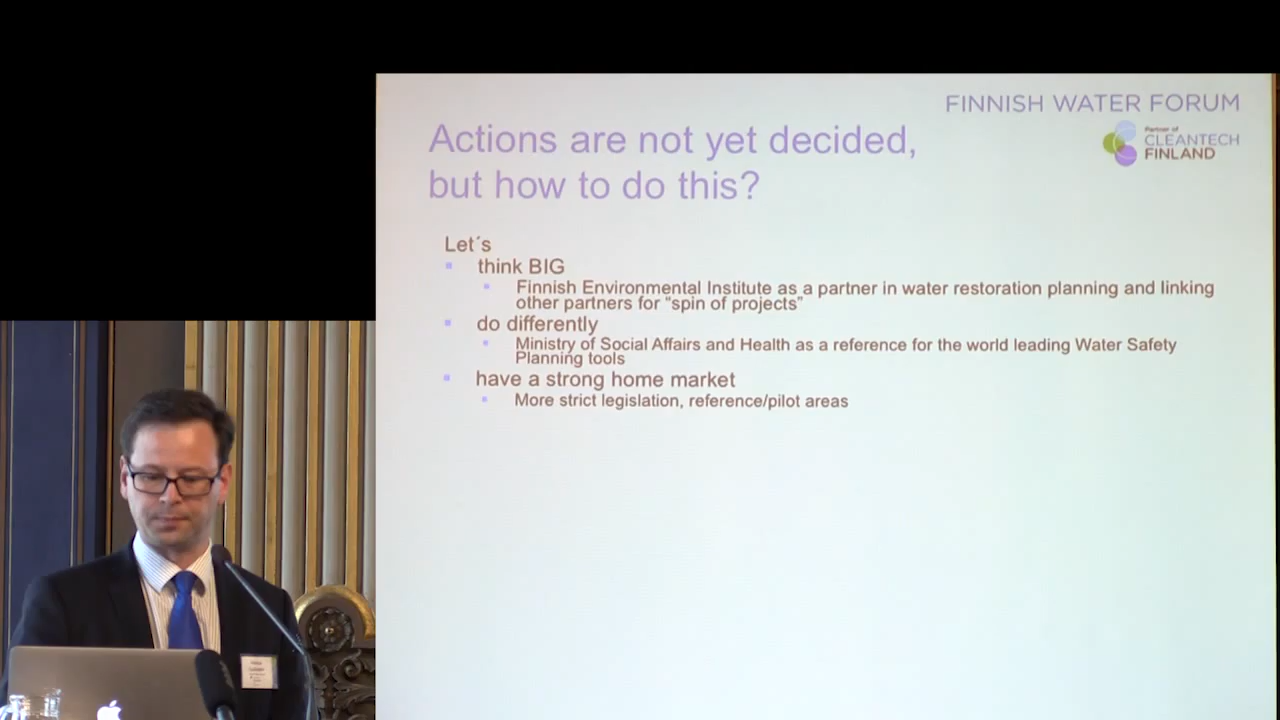 FINNISH WATER FORUM
Partner of
CLEANTECH
FINLAND
Actions are not yet decided,
but how to do this?
Let´s
think BIG
Finnish Environmental Institute as a partner in water restoration planning and linking
other partners for “spin of projects”
do differently
Ministry of Social Affairs and Health as a reference for the world leading Water Safety
Planning tools
have a strong home market
More strict legislation, reference/pilot areas